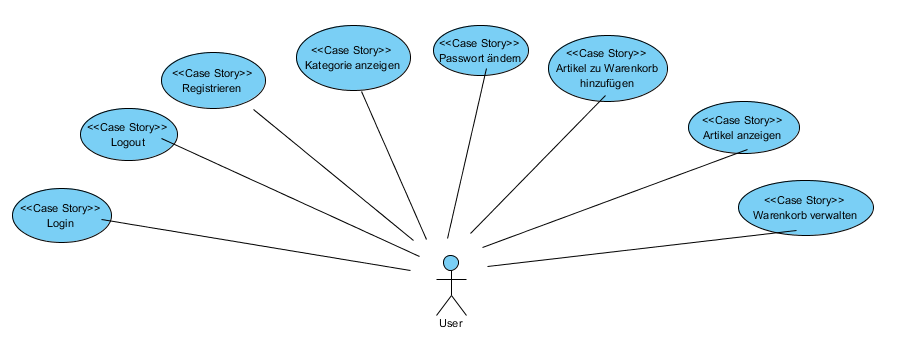 <<Case Story>>
Login
<<Case Story>>
Logout
<<Case Story>>
Registrieren
<<Case Story>>
Kategorie anzeigen
<<Case Story>>
Passwort ändern
<<Case Story>>
Artikel zu Warenkorb
hinzufügen
<<Case Story>>
Artikel anzeigen
<<Case Story>>
Warenkorb verwalten
User